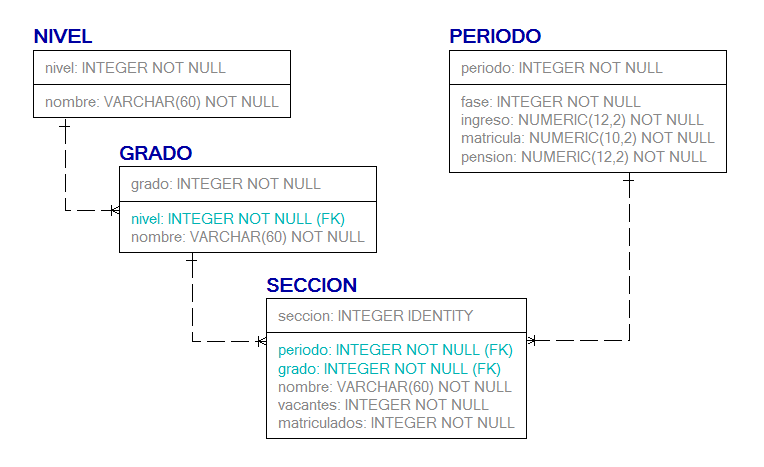 NIVEL
nivel: INTEGER NOT NULL
nombre: VARCHAR(60) NOT NULL
PERIODO
periodo: INTEGER NOT NULL
fase: INTEGER NOT NULL
ingreso: NUMERIC(12,2) NOT NULL
matricula: NUMERIC(10,2) NOT NULL
pension: NUMERIC(12,2) NOT NULL
GRADO
grado: INTEGER NOT NULL
nivel: INTEGER NOT NULL (FK)
nombre: VARCHAR(60) NOT NULL
SECCION
seccion: INTEGER IDENTITY
periodo: INTEGER NOT NULL (FK)
grado: INTEGER NOT NULL (FK)
nombre: VARCHAR(60) NOT NULL
vacantes: INTEGER NOT NULL
matriculados: INTEGER NOT NULL